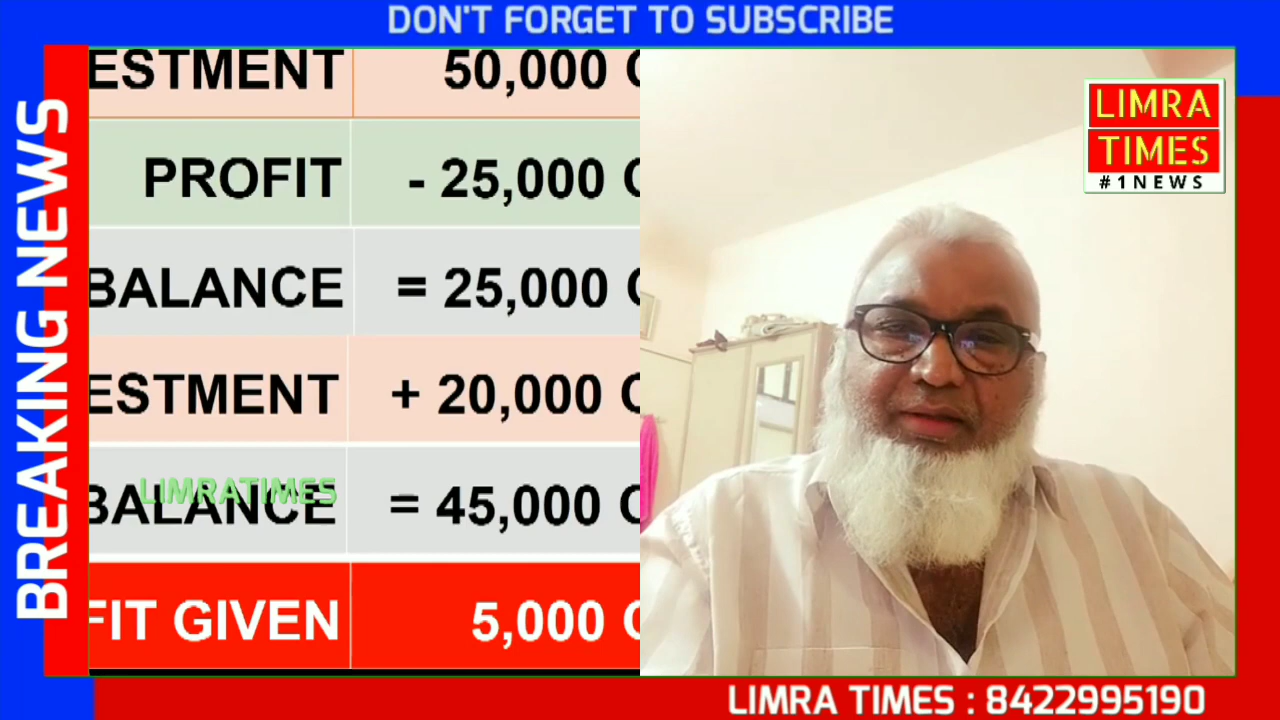 DON'T FORGET TO SUBSCRIBE
BREAKING NEWS
ESTMENT 50,000 C
PROFIT - 25,000 C
BALANCE = 25,000 C
ESTMENT + 20,000 C
BALANCE = 45,000 C
LIMRATIMES
FIT GIVEN 5,000 C
LIMRA
TIMES
#1NEWS
LIMRA TIMES : 8422995190